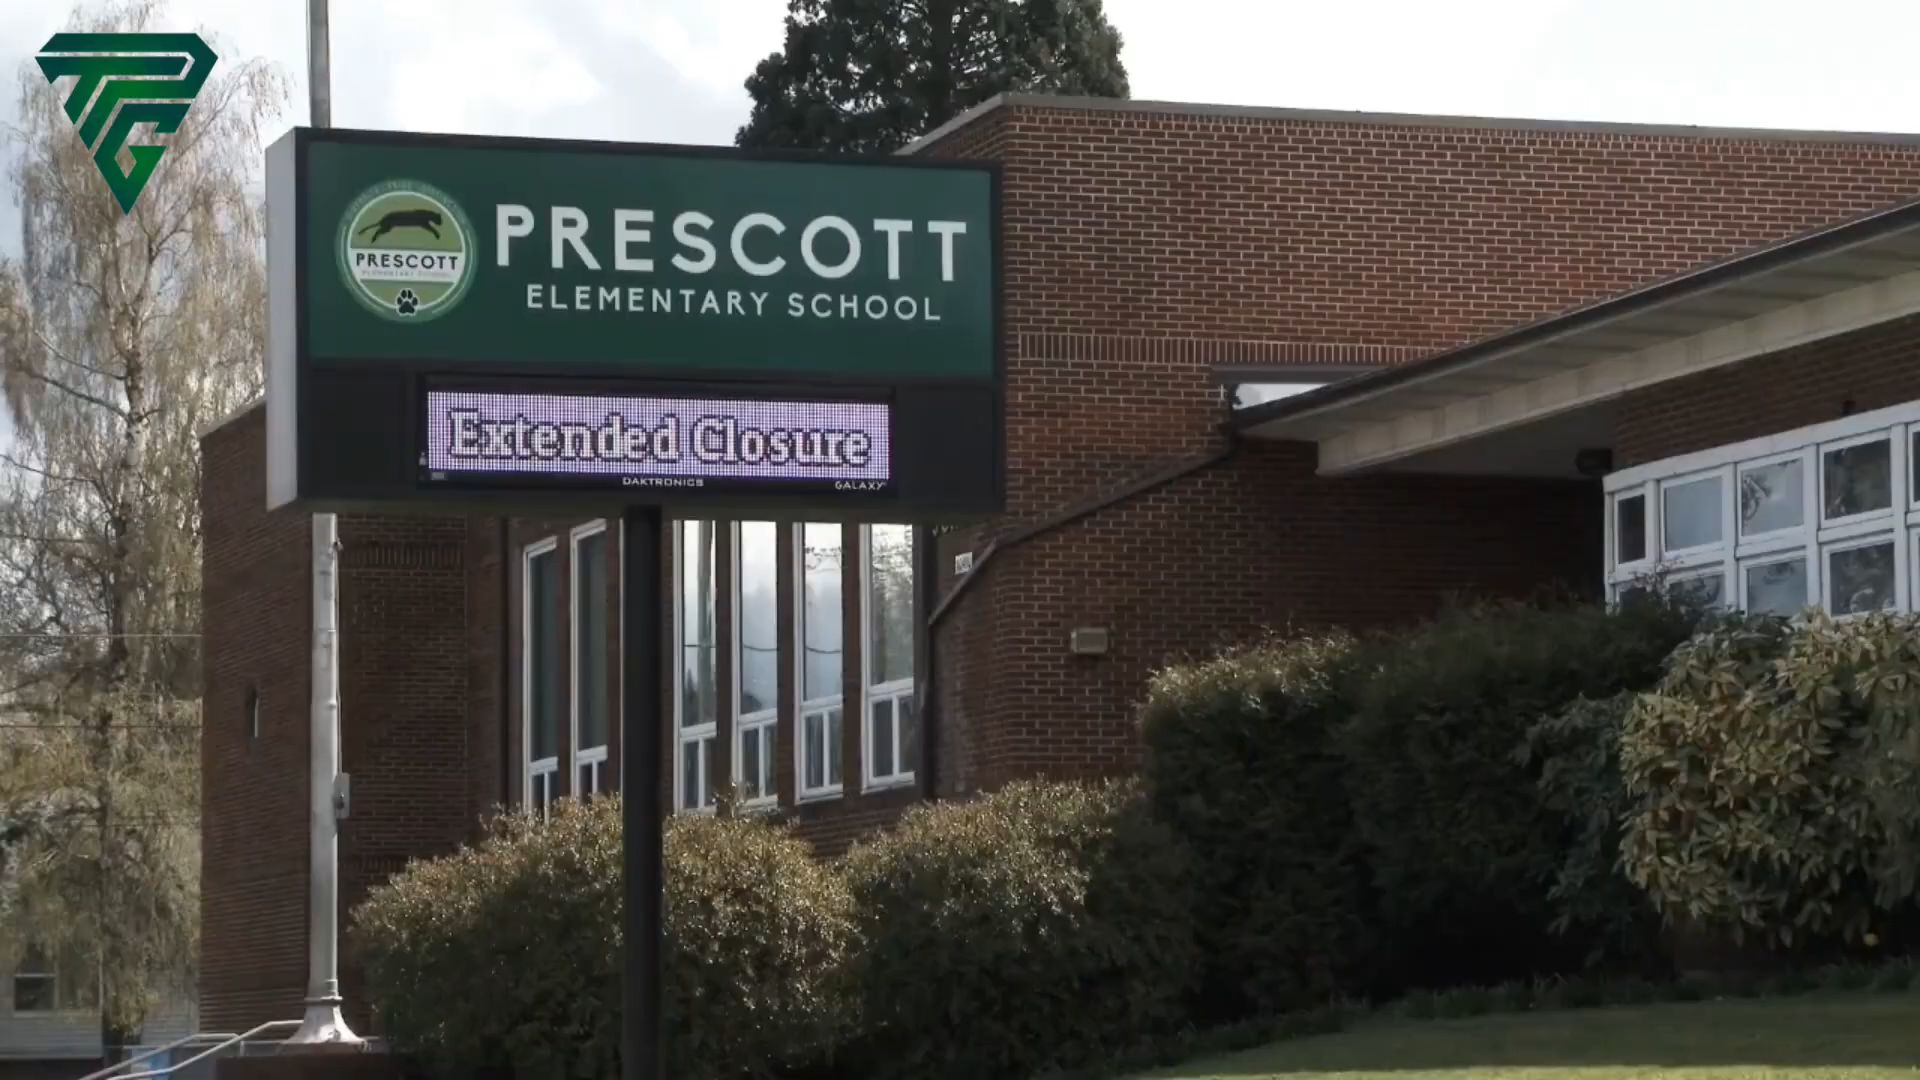 PRESCOTT
ELEMENTARY SCHOOL
PRESCOTT
ELEMENTARY SCHOOL
Extended Closure
DAKTRONICS
GALAXY